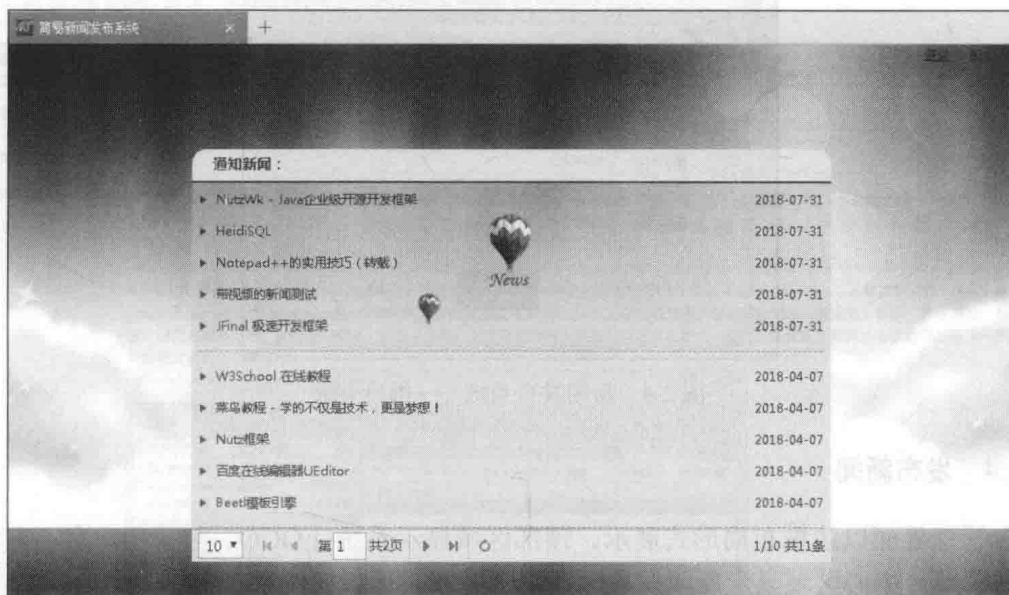 简易新闻发布系统 × +
通知新闻：
NutzWk - Java企业级开源开发框架 2018-07-31
HeidiSQL 2018-07-31
Notepad++的实用技巧（转载） 2018-07-31
带视频的新闻测试 2018-07-31
JFinal 极速开发框架 2018-07-31
News
W3School 在线教程 2018-04-07
菜鸟教程 - 学的不仅是技术，更是梦想！ 2018-04-07
Nutz框架 2018-04-07
百度在线编辑器UEditor 2018-04-07
Beetl模板引擎 2018-04-07
10 第 1 共2页 1/10 共11条